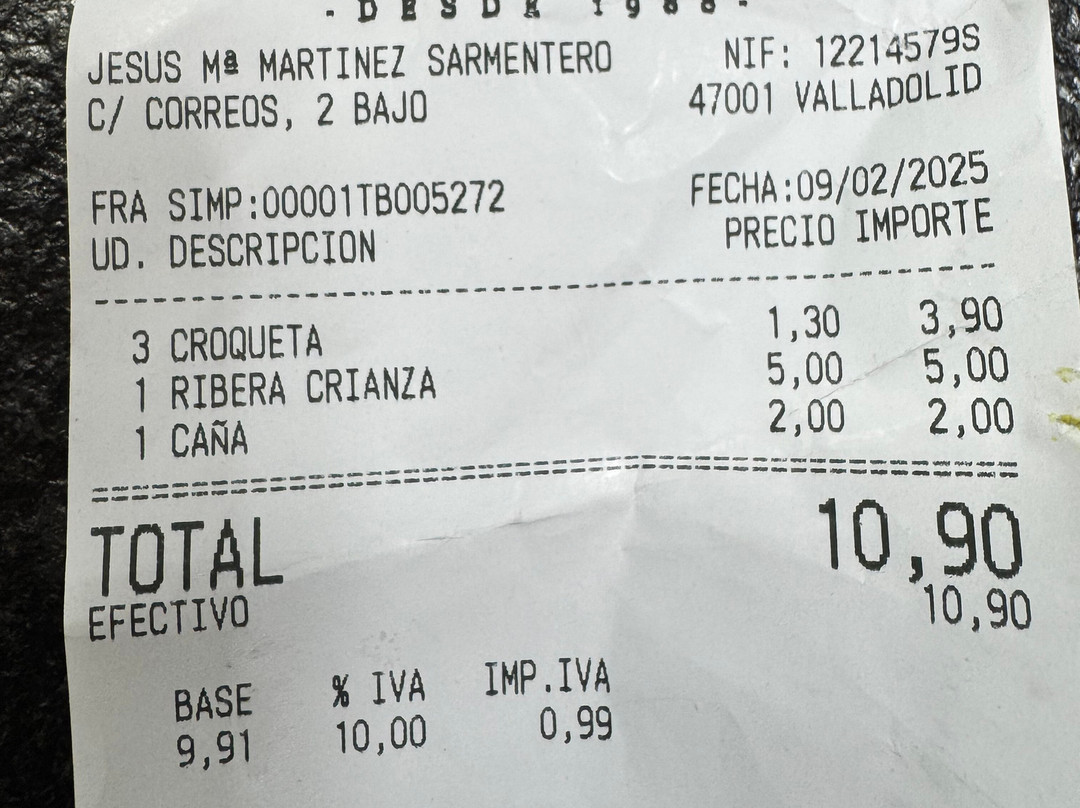 - DESDE 1988 -
JESUS Mª MARTINEZ SARMENTERO NIF: 12214579S
C/ CORREOS, 2 BAJO 47001 VALLADOLID
FRA SIMP:00001TB005272 FECHA:09/02/2025
UD. DESCRIPCION PRECIO IMPORTE
3 CROQUETA 1,30 3,90
1 RIBERA CRIANZA 5,00 5,00
1 CAÑA 2,00 2,00
TOTAL 10,90
EFECTIVO 10,90
BASE % IVA IMP.IVA
9,91 10,00 0,99